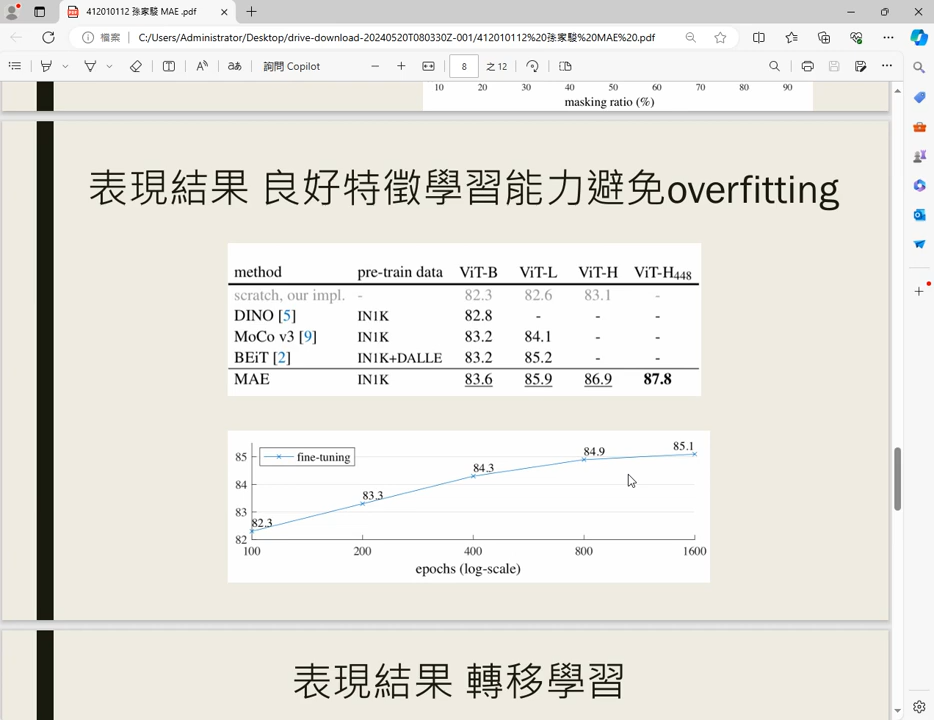 412010112 孫家駿 MAE .pdf
檔案
C:/Users/Administrator/Desktop/drive-download-20240520T080330Z-001/412010112%20孫家駿%20MAE%20.pdf
詢問 Copilot
8 之 12
10 20 30 40 50 60 70 80 90
masking ratio (%)
表現結果 良好特徵學習能力避免overfitting
method pre-train data ViT-B ViT-L ViT-H ViT-H448
scratch, our impl. - 82.3 82.6 83.1 -
DINO [5] IN1K 82.8 - - -
MoCo v3 [9] IN1K 83.2 84.1 - -
BEiT [2] IN1K+DALLE 83.2 85.2 - -
MAE IN1K 83.6 85.9 86.9 87.8
fine-tuning
85
84
83
82
82.3 83.3 84.3 84.9 85.1
100 200 400 800 1600
epochs (log-scale)
表現結果 轉移學習